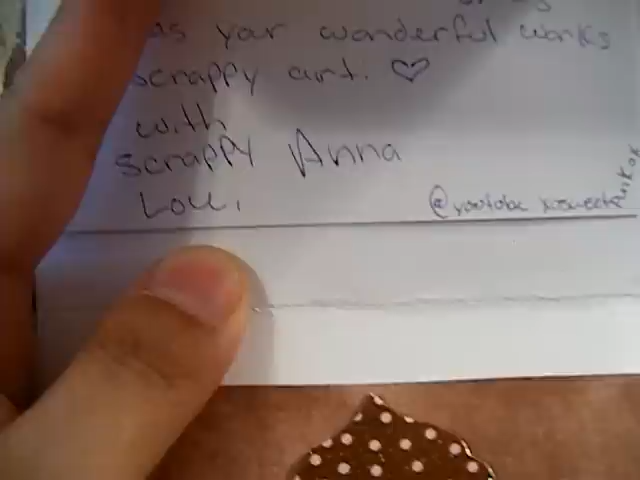 as your wonderful works
scrappy art. ♡
with
scrappy Anna
Lou,
@youtube